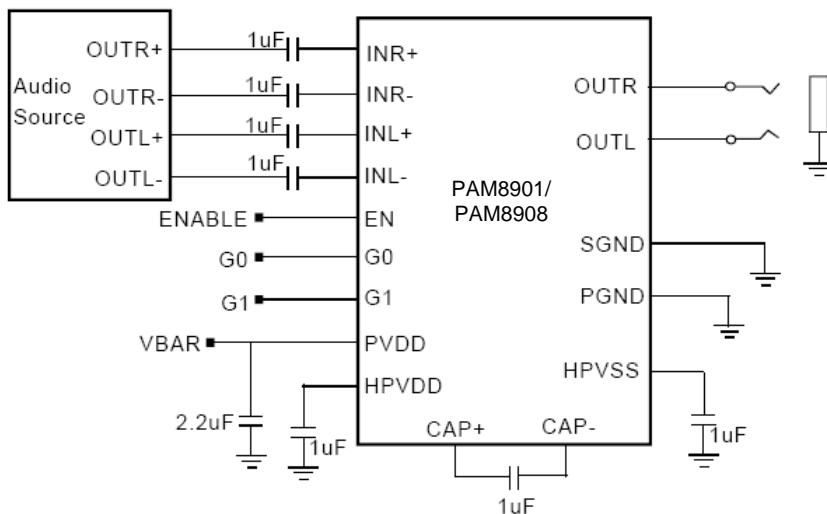 OUTR+
1uF
INR+
Audio
Source
OUTR-
1uF
INR-
OUTR
OUTL+
1uF
INL+
OUTL
OUTL-
1uF
INL-
PAM8901/
PAM8908
ENABLE
EN
G0
G0
SGND
G1
G1
PGND
VBAR
PVDD
HPVDD
HPVSS
2.2uF
1uF
CAP+
CAP-
1uF
1uF